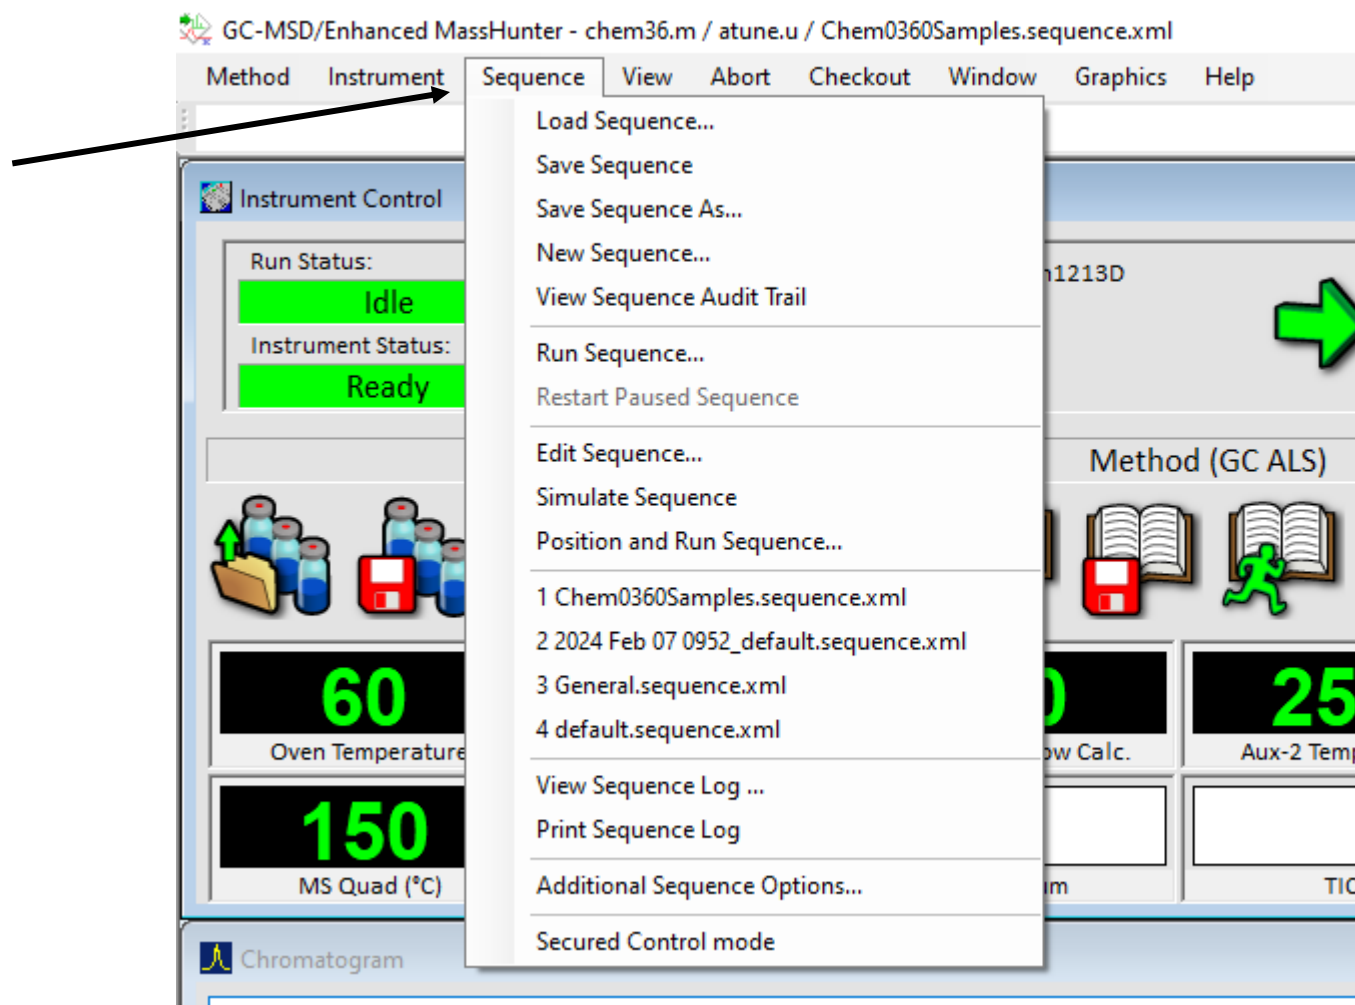 GC-MSD/Enhanced MassHunter - chem36.m / atune.u / Chem0360Samples.sequence.xml
Method Instrument Sequence View Abort Checkout Window Graphics Help
Load Sequence...
Save Sequence
Save Sequence As...
New Sequence...
View Sequence Audit Trail
Run Sequence...
Restart Paused Sequence
Edit Sequence...
Simulate Sequence
Position and Run Sequence...
1 Chem0360Samples.sequence.xml
2 2024 Feb 07 0952_default.sequence.xml
3 General.sequence.xml
4 default.sequence.xml
View Sequence Log ...
Print Sequence Log
Additional Sequence Options...
Secured Control mode
Instrument Control
Run Status:
Idle
1213D
Instrument Status:
Ready
Method (GC ALS)
60
25
Oven Temperature
Calc.
Aux-2 Temp
150
MS Quad (°C)
TIC
Chromatogram